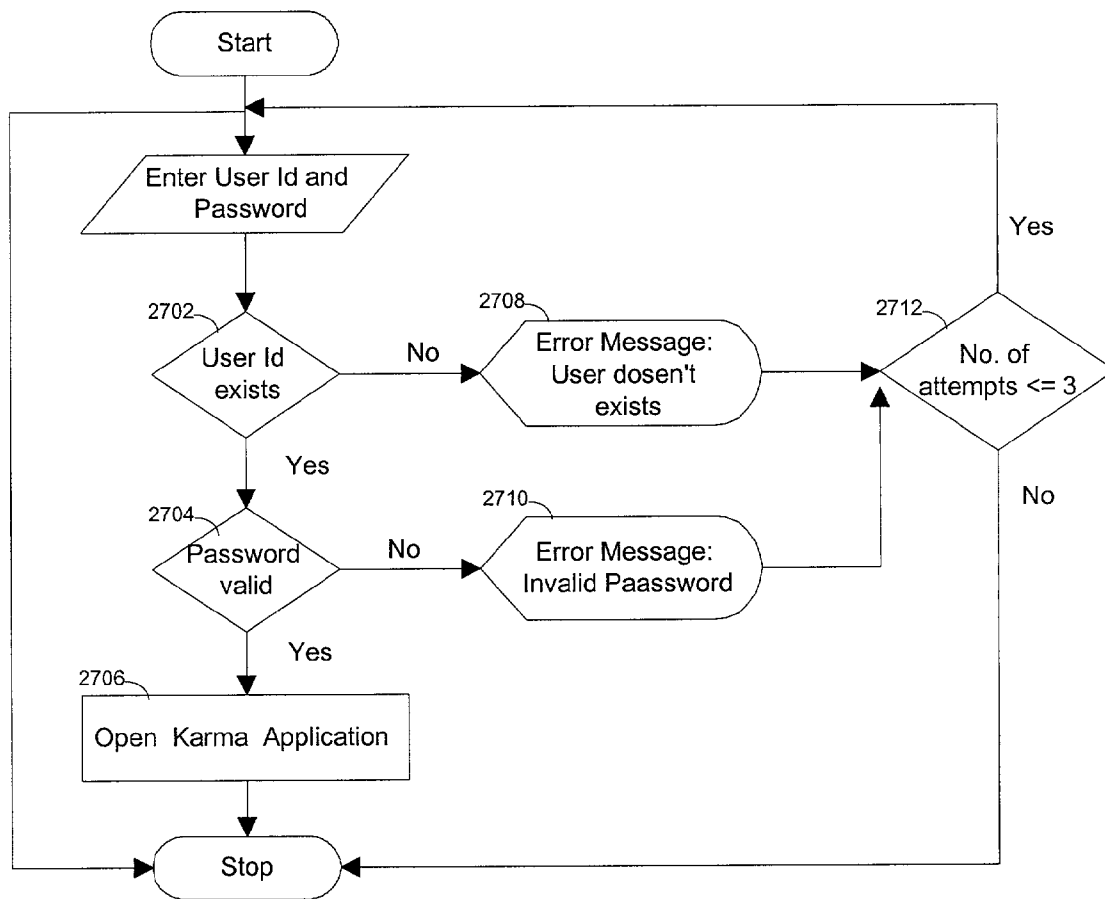 Start
Enter User Id and
Password
Yes
2702
User Id
exists
No
2708
Error Message:
User dosen't
exists
2712
No. of
attempts <= 3
Yes
No
2704
Password
valid
No
2710
Error Message:
Invalid Paassword
Yes
2706
Open Karma Application
Stop